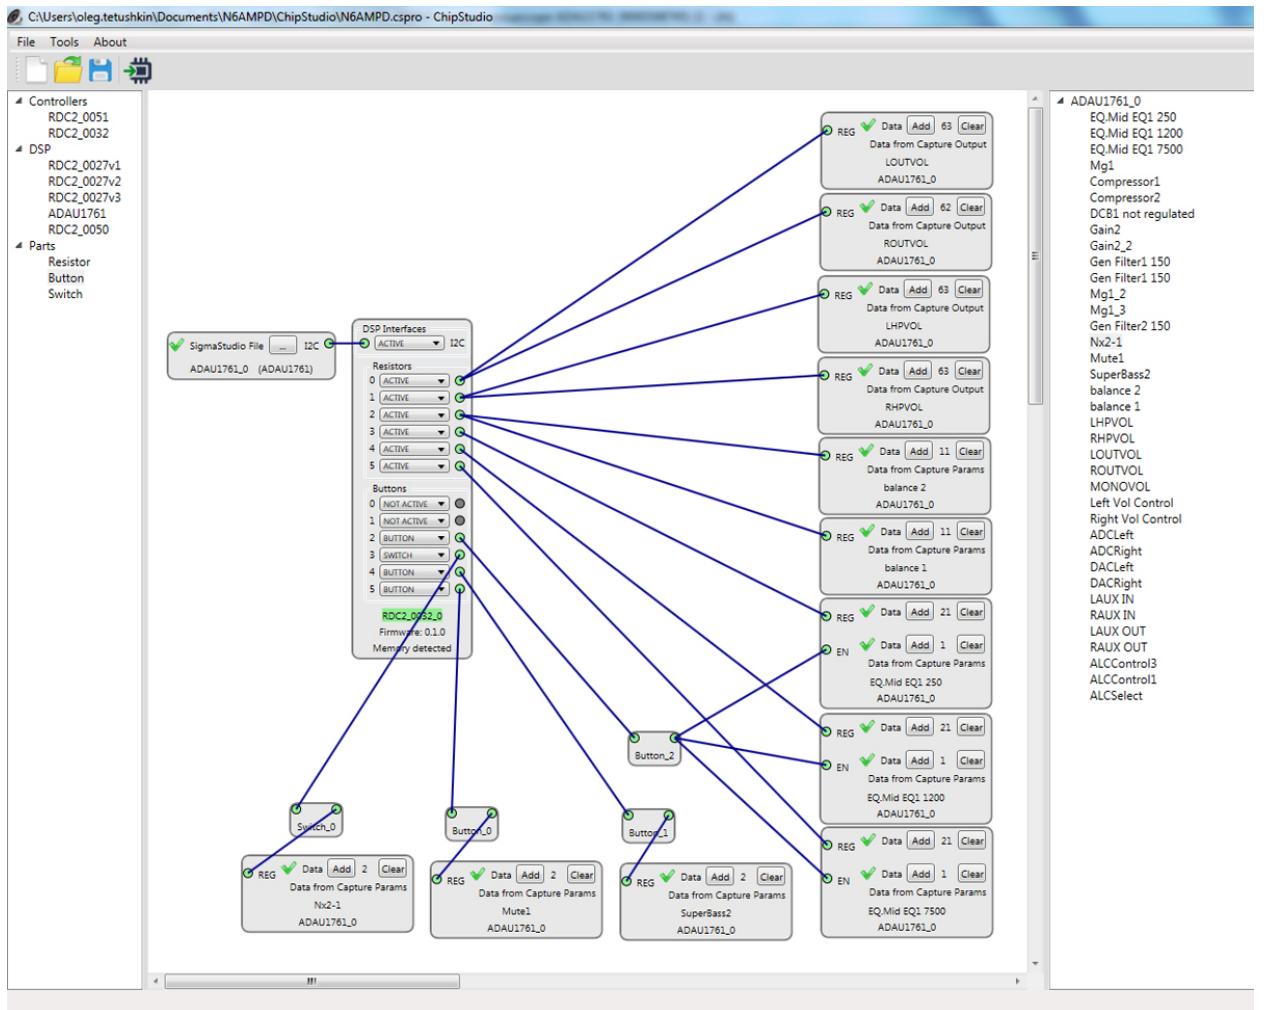 C:\Users\oleg.tetushkin\Documents\N6AMPD\ChipStudio\N6AMPD.cspro - ChipStudio
File Tools About
Controllers
RDC2_0051
RDC2_0032
DSP
RDC2_0027v1
RDC2_0027v2
RDC2_0027v3
ADAU1761
RDC2_0050
Parts
Resistor
Button
Switch
SigmaStudio File ... I2C
ADAU1761_0 (ADAU1761)
DSP Interfaces
ACTIVE I2C
Resistors
0 ACTIVE
1 ACTIVE
2 ACTIVE
3 ACTIVE
4 ACTIVE
5 ACTIVE
Buttons
0 NOT ACTIVE
1 NOT ACTIVE
2 BUTTON
3 SWITCH
4 BUTTON
5 BUTTON
RDC2_0032_0
Firmware: 0.1.0
Memory detected
REG Data Add 63 Clear
Data from Capture Output
LOUTVOL
ADAU1761_0
REG Data Add 62 Clear
Data from Capture Output
ROUTVOL
ADAU1761_0
REG Data Add 63 Clear
Data from Capture Output
LHPVOL
ADAU1761_0
REG Data Add 63 Clear
Data from Capture Output
RHPVOL
ADAU1761_0
REG Data Add 11 Clear
Data from Capture Params
balance 2
ADAU1761_0
REG Data Add 11 Clear
Data from Capture Params
balance 1
ADAU1761_0
REG Data Add 21 Clear
EN Data Add 1 Clear
Data from Capture Params
EQ.Mid EQ1 250
ADAU1761_0
REG Data Add 21 Clear
EN Data Add 1 Clear
Data from Capture Params
EQ.Mid EQ1 1200
ADAU1761_0
REG Data Add 21 Clear
EN Data Add 1 Clear
Data from Capture Params
EQ.Mid EQ1 7500
ADAU1761_0
Button_2
Switch_0
Button_0
Button_1
REG Data Add 2 Clear
Data from Capture Params
Nx2-1
ADAU1761_0
REG Data Add 2 Clear
Data from Capture Params
Mute1
ADAU1761_0
REG Data Add 2 Clear
Data from Capture Params
SuperBass2
ADAU1761_0
ADAU1761_0
EQ.Mid EQ1 250
EQ.Mid EQ1 1200
EQ.Mid EQ1 7500
Mg1
Compressor1
Compressor2
DCB1 not regulated
Gain2
Gain2_2
Gen Filter1 150
Gen Filter1 150
Mg1_2
Mg1_3
Gen Filter2 150
Nx2-1
Mute1
SuperBass2
balance 2
balance 1
LHPVOL
RHPVOL
LOUTVOL
ROUTVOL
MONOVOL
Left Vol Control
Right Vol Control
ADCLeft
ADCRight
DACLeft
DACRight
LAUX IN
RAUX IN
LAUX OUT
RAUX OUT
ALCControl3
ALCControl1
ALCSelect